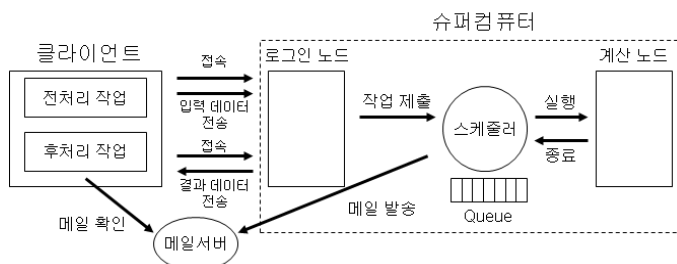 슈퍼컴퓨터
클라이언트
전처리 작업
후처리 작업
접속
입력 데이터
전송
접속
결과 데이터
전송
로그인 노드
작업 제출
스케줄러
Queue
실행
종료
계산 노드
메일 확인
메일서버
메일 발송